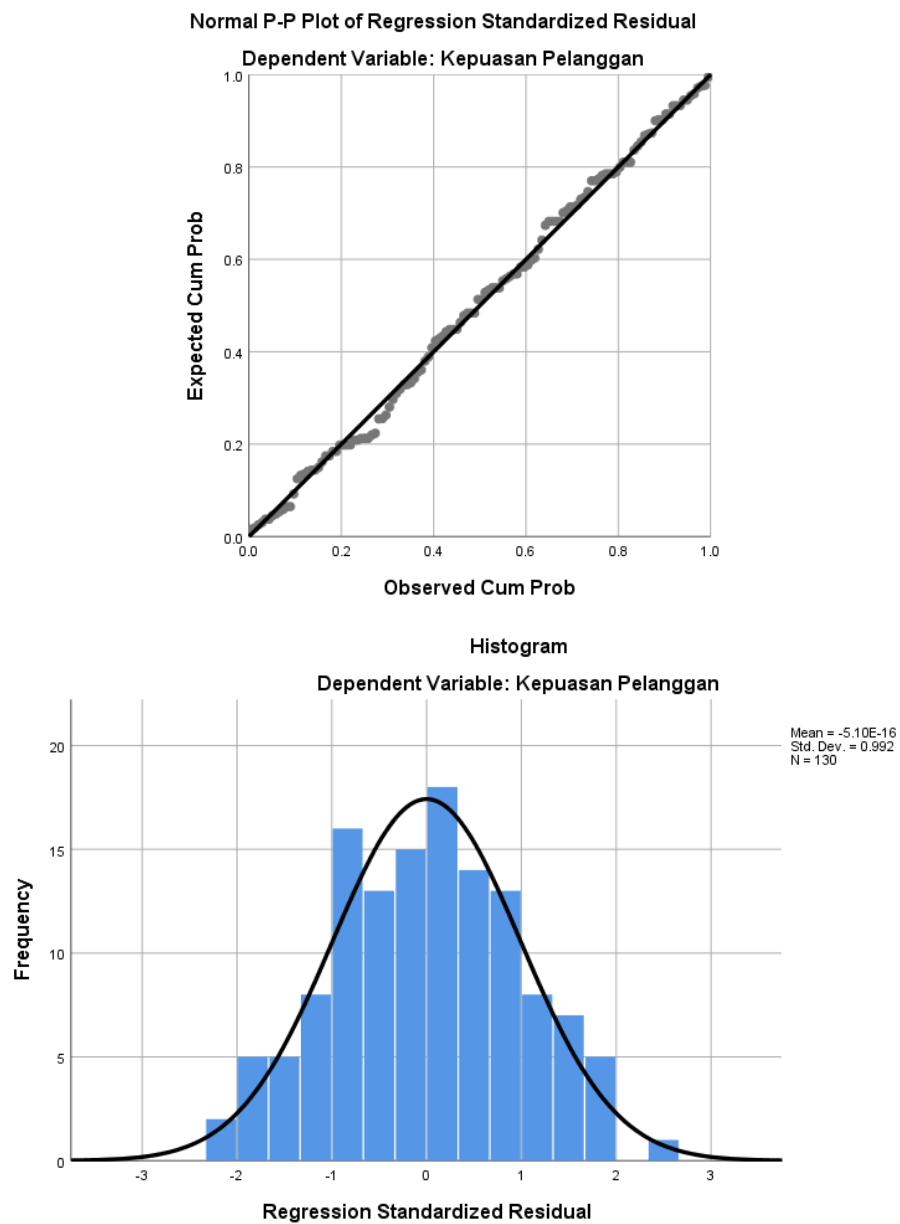 Normal P-P Plot of Regression Standardized Residual
Dependent Variable: Kepuasan Pelanggan
1.0
0.8
0.6
0.4
0.2
0.0
Expected Cum Prob
0.0 0.2 0.4 0.6 0.8 1.0
Observed Cum Prob
Histogram
Dependent Variable: Kepuasan Pelanggan
Mean = -5.10E-16
Std. Dev. = 0.992
N = 130
20
15
10
5
0
Frequency
-3 -2 -1 0 1 2 3
Regression Standardized Residual